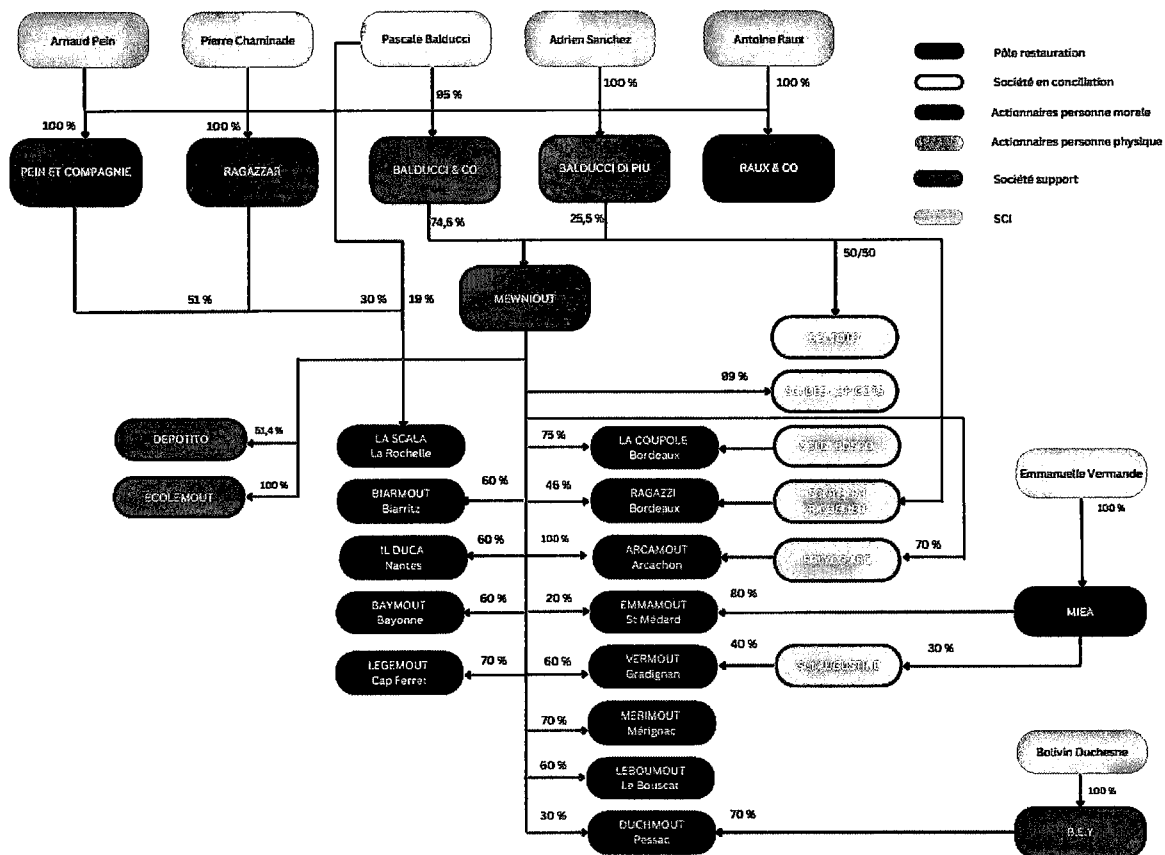 Arnaud Pein
Pierre Chaminade
Pascale Balducci
Adrien Sanchez
Antoine Raux
Pôle restauration
Société en conciliation
Actionnaires personne morale
Actionnaires personne physique
Société support
SCI
95 %
100 %
100 %
100 %
100 %
PEIN ET COMPAGNIE
RAGAZZAR
BALDUCCI & CO
BALDUCCI DI PIU
RAUX & CO
74,6 %
25,5 %
50/50
MEWNIOUT
51 %
30 %
19 %
99 %
DEPOTITO
51,4 %
ECOLEMOUT
100 %
LA SCALA
La Rochelle
75 %
LA COUPOLE
Bordeaux
Emmanuelle Vermande
100 %
BIARMOUT
Biarritz
60 %
46 %
RAGAZZI
Bordeaux
IL DUCA
Nantes
60 %
100 %
ARCAMOUT
Arcachon
70 %
BAYMOUT
Bayonne
60 %
20 %
EMMAMOUT
St Médard
80 %
MIEA
LEGEMOUT
Cap Ferret
70 %
60 %
VERMOUT
Gradignan
40 %
30 %
70 %
MERIMOUT
Mérignac
60 %
LEBOUMOUT
Le Bouscat
Bolivin Duchesne
100 %
30 %
DUCHMOUT
Pessac
70 %
B.E.Y